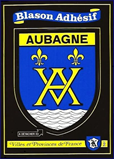 Blason Adhésif
AUBAGNE
Villes et Provinces de France